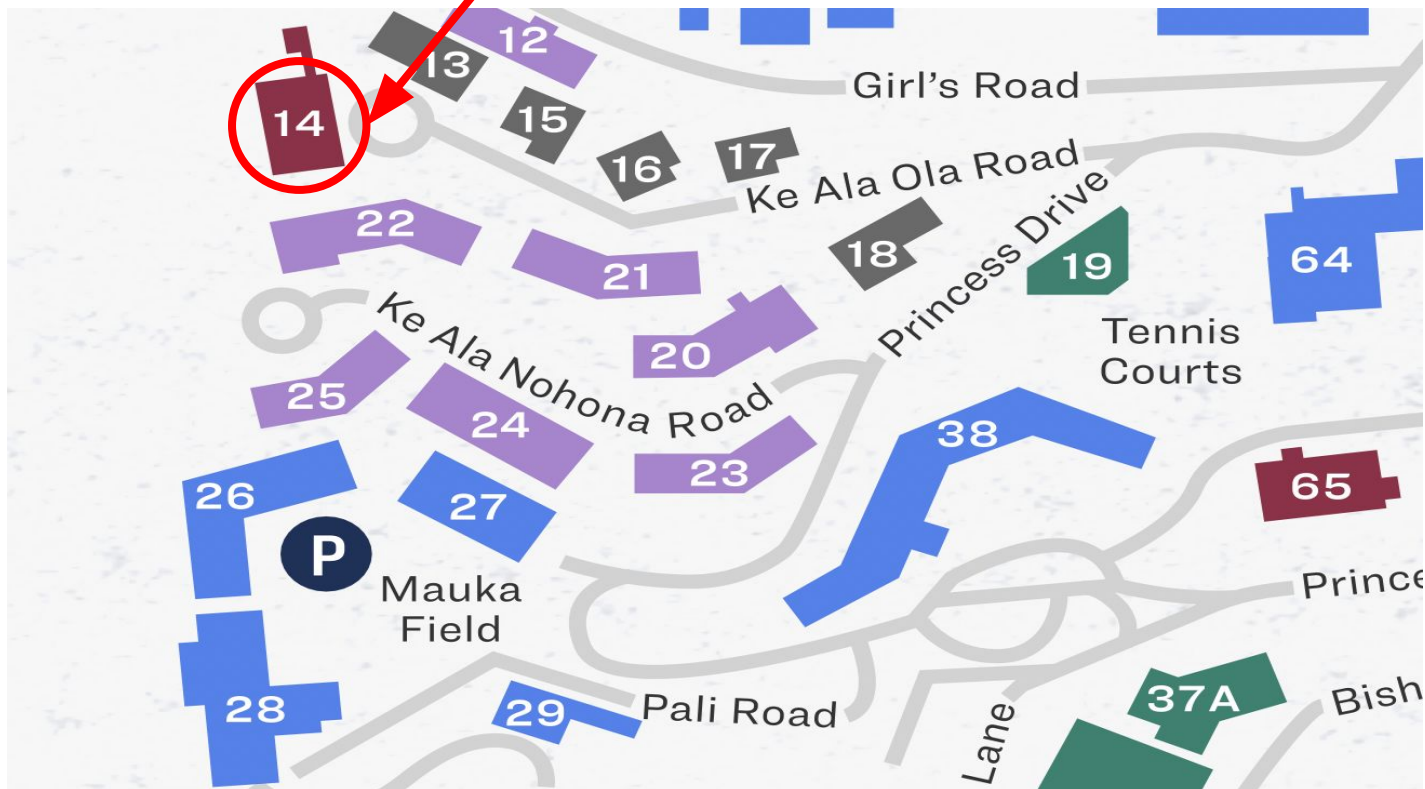 12
13
14
15
16
17
Girl's Road
Ke Ala Ola Road
Princess Drive
18
19
64
22
21
20
Tennis
Courts
Ke Ala Nohona Road
25
24
23
38
26
27
65
P
Mauka
Field
Prince
28
29
Pali Road
Lane
37A
Bish